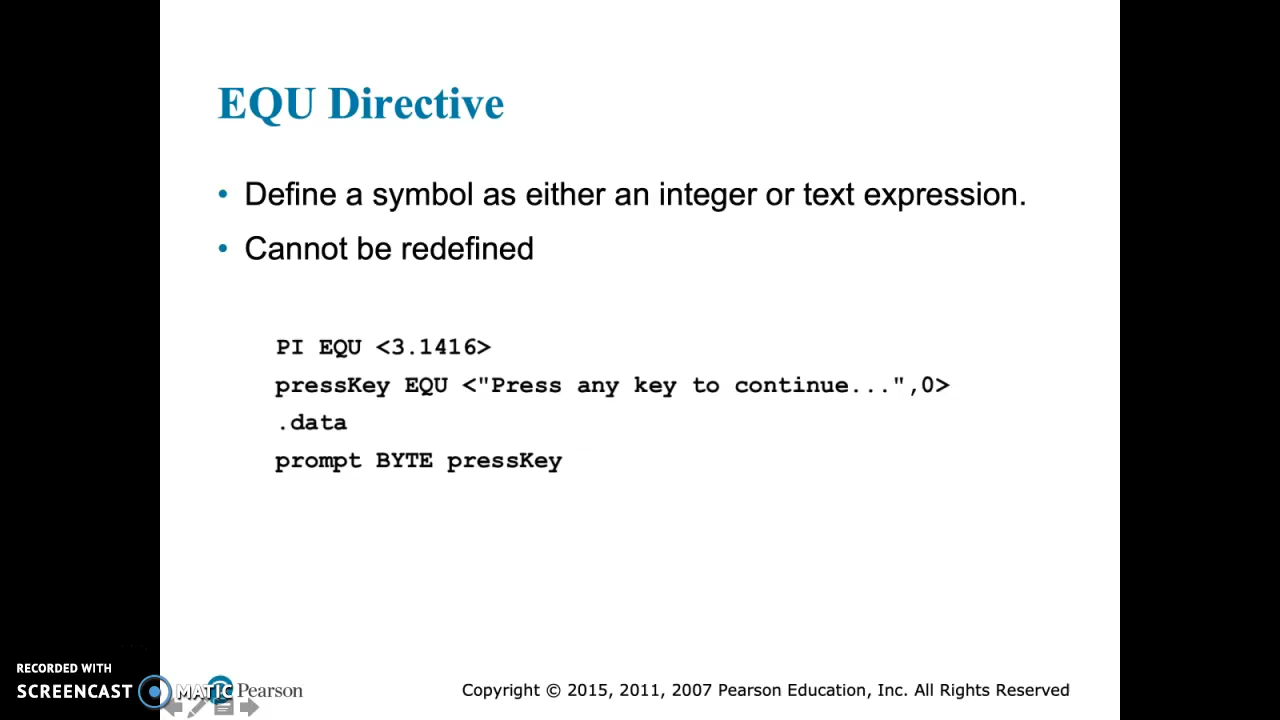 EQU Directive
• Define a symbol as either an integer or text expression.
• Cannot be redefined
PI EQU <3.1416>
pressKey EQU <"Press any key to continue...",0>
.data
prompt BYTE pressKey
RECORDED WITH
SCREENCAST MATIC
Pearson
Copyright © 2015, 2011, 2007 Pearson Education, Inc. All Rights Reserved